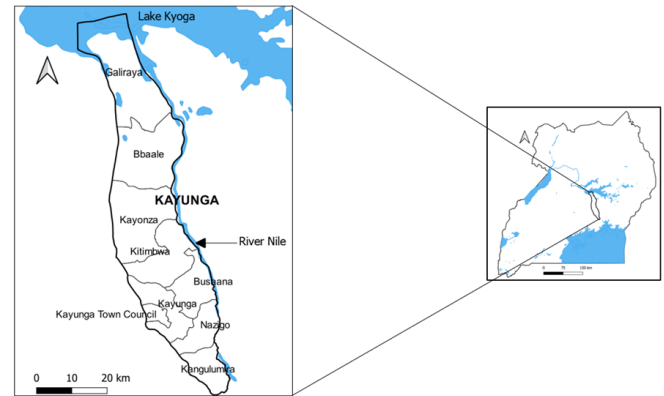 Lake Kyoga
Galiraya
Bbaale
KAYUNGA
Kayonza
Kitimbwa
River Nile
Busaana
Kayunga
Kayunga Town Council
Nazigo
Kangulumira
0 10 20 km
0 75 150 km